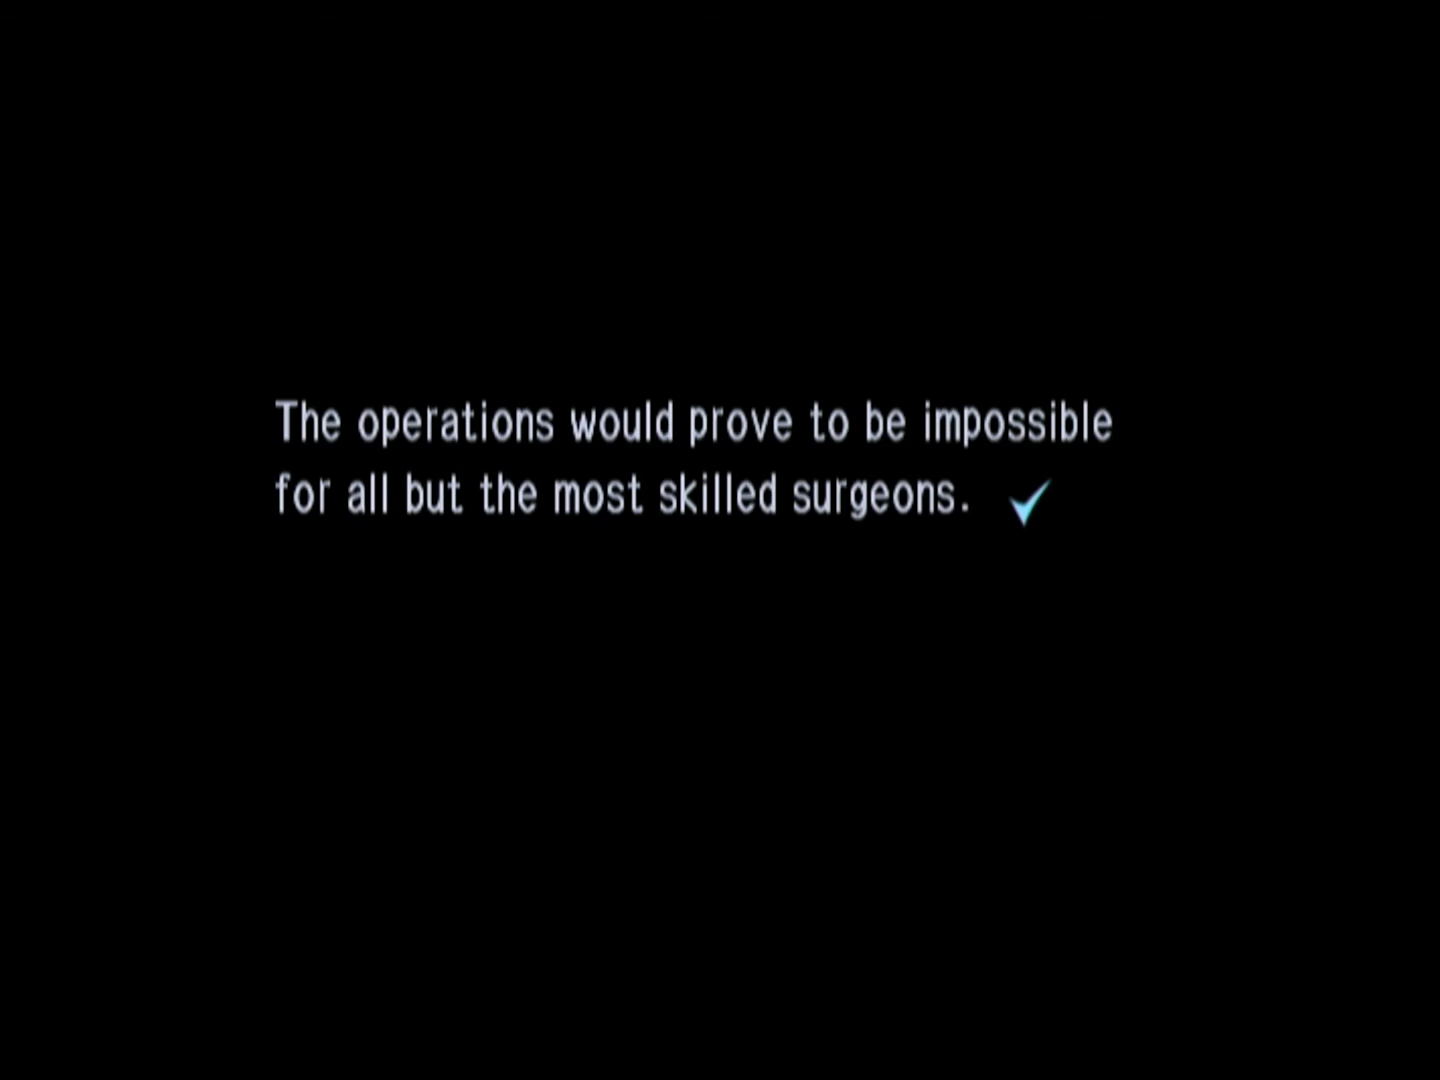 The operations would prove to be impossible
for all but the most skilled surgeons.